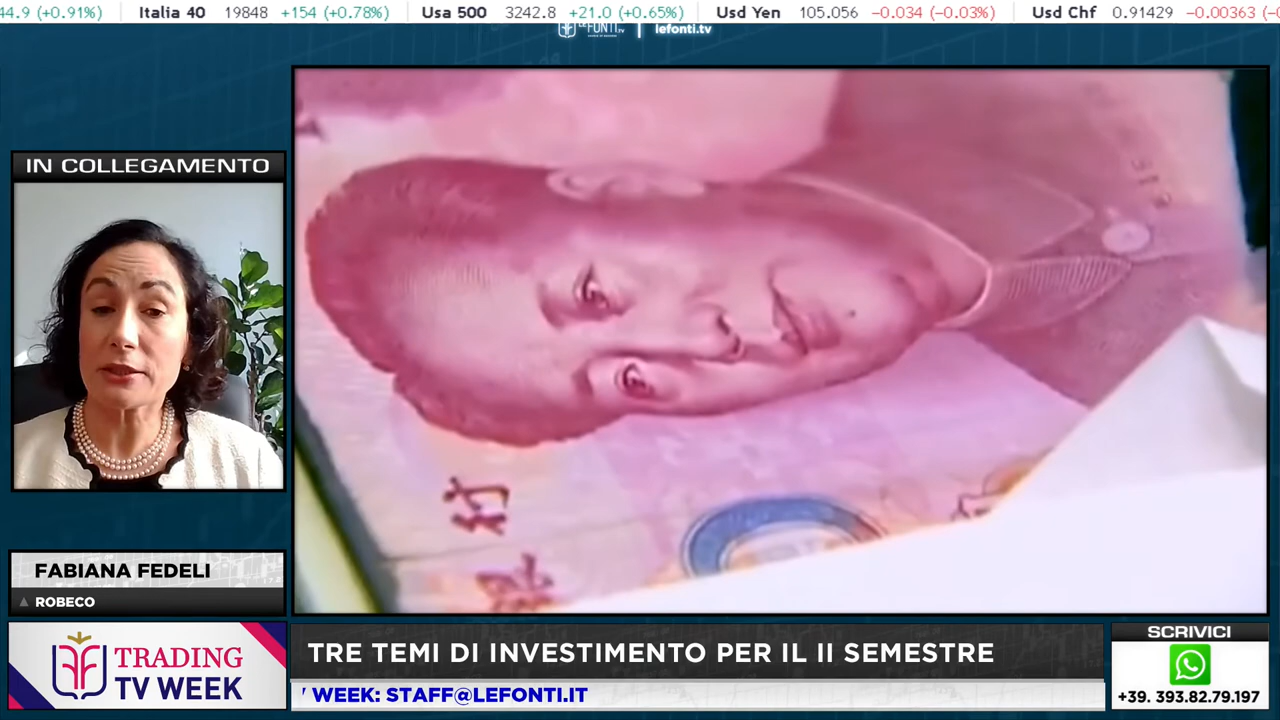 44.9 (+0.91%) Italia 40 19848 +154 (+0.78%) Usa 500 3242.8 +21.0 (+0.65%) Usd Yen 105.056 −0.034 (−0.03%) Usd Chf 0.91429 −0.00363 (−0
LEFONTI.TV lefonti.tv
IN COLLEGAMENTO
FABIANA FEDELI
ROBECO
TRADING
TV WEEK
TRE TEMI DI INVESTIMENTO PER IL II SEMESTRE
WEEK: STAFF@LEFONTI.IT
SCRIVICI
+39. 393.82.79.197